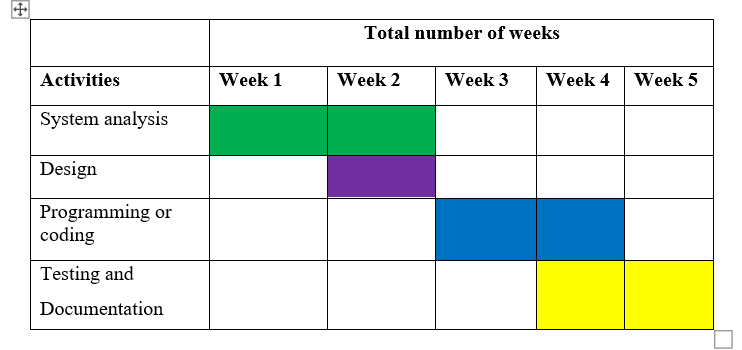 Total number of weeks
Activities Week 1 Week 2 Week 3 Week 4 Week 5
System analysis
Design
Programming or
coding
Testing and
Documentation